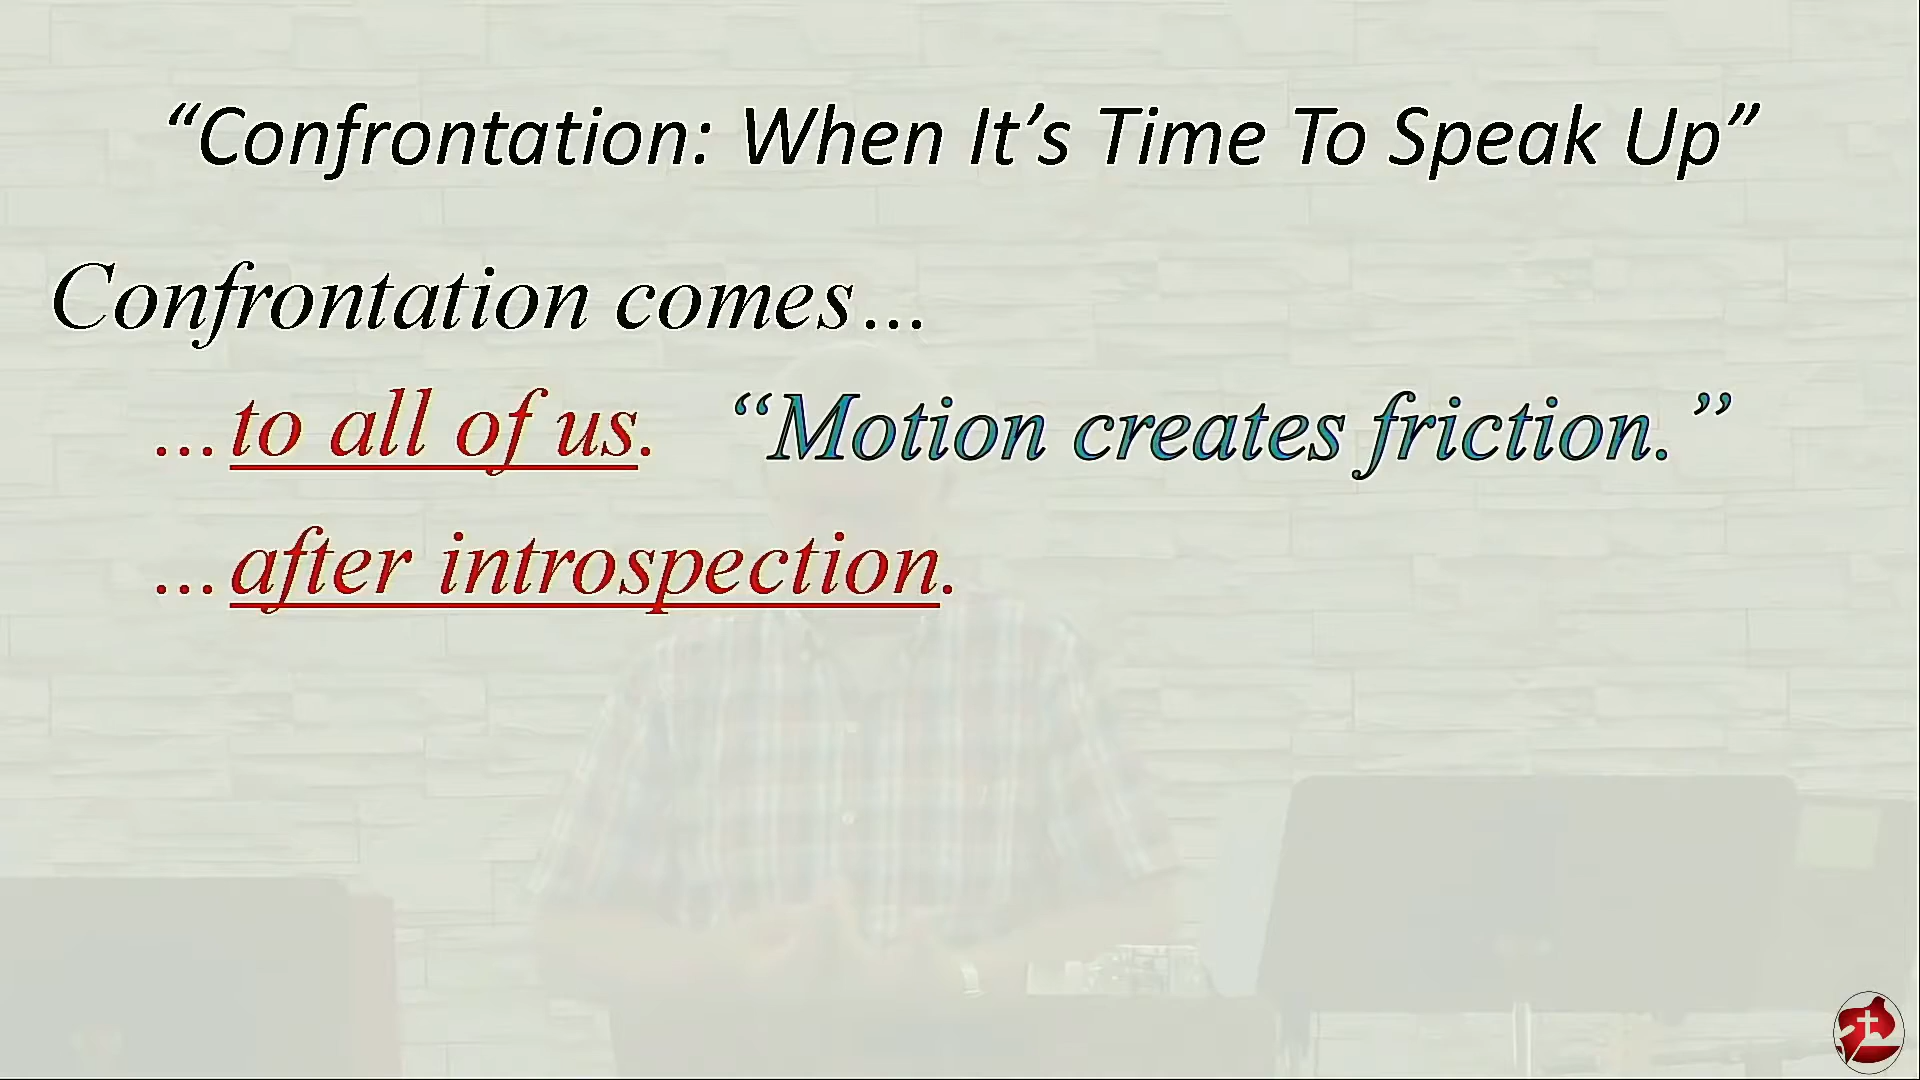 “Confrontation: When It’s Time To Speak Up”
Confrontation comes…
…to all of us. “Motion creates friction.”
…after introspection.